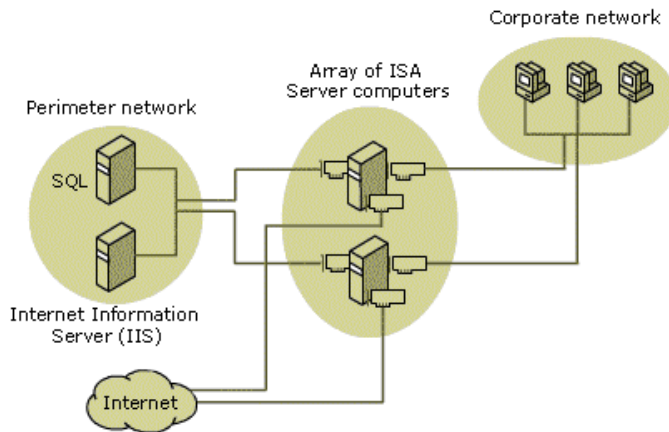 Corporate network
Array of ISA
Server computers
Perimeter network
SQL
Internet Information
Server (IIS)
Internet